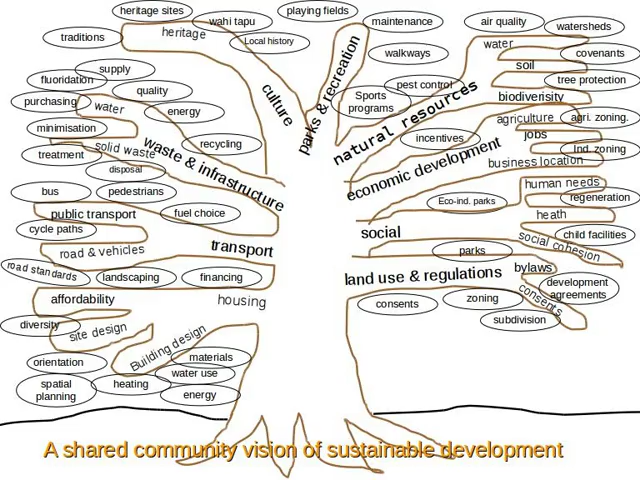 heritage sites
playing fields
wahi tapu
maintenance
air quality
watersheds
traditions
heritage
Local history
water
covenants
walkways
supply
soil
fluoridation
tree protection
quality
culture
parks & recreation
pest control
natural resources
biodiverisity
purchasing
water
energy
Sports
programs
agriculture
agri. zoning.
minimisation
incentives
jobs
waste & infrastructure
recycling
economic development
Ind. zoning
treatment
solid waste
business location
disposal
human needs
bus
pedestrians
Eco-ind. parks
regeneration
public transport
fuel choice
heath
cycle paths
social
child facilities
social cohesion
road & vehicles
transport
parks
road standards
landscaping
financing
land use & regulations
bylaws
development
agreements
affordability
housing
consents
zoning
consents
diversity
site design
subdivision
Building design
orientation
materials
water use
spatial
planning
heating
energy
A shared community vision of sustainable development